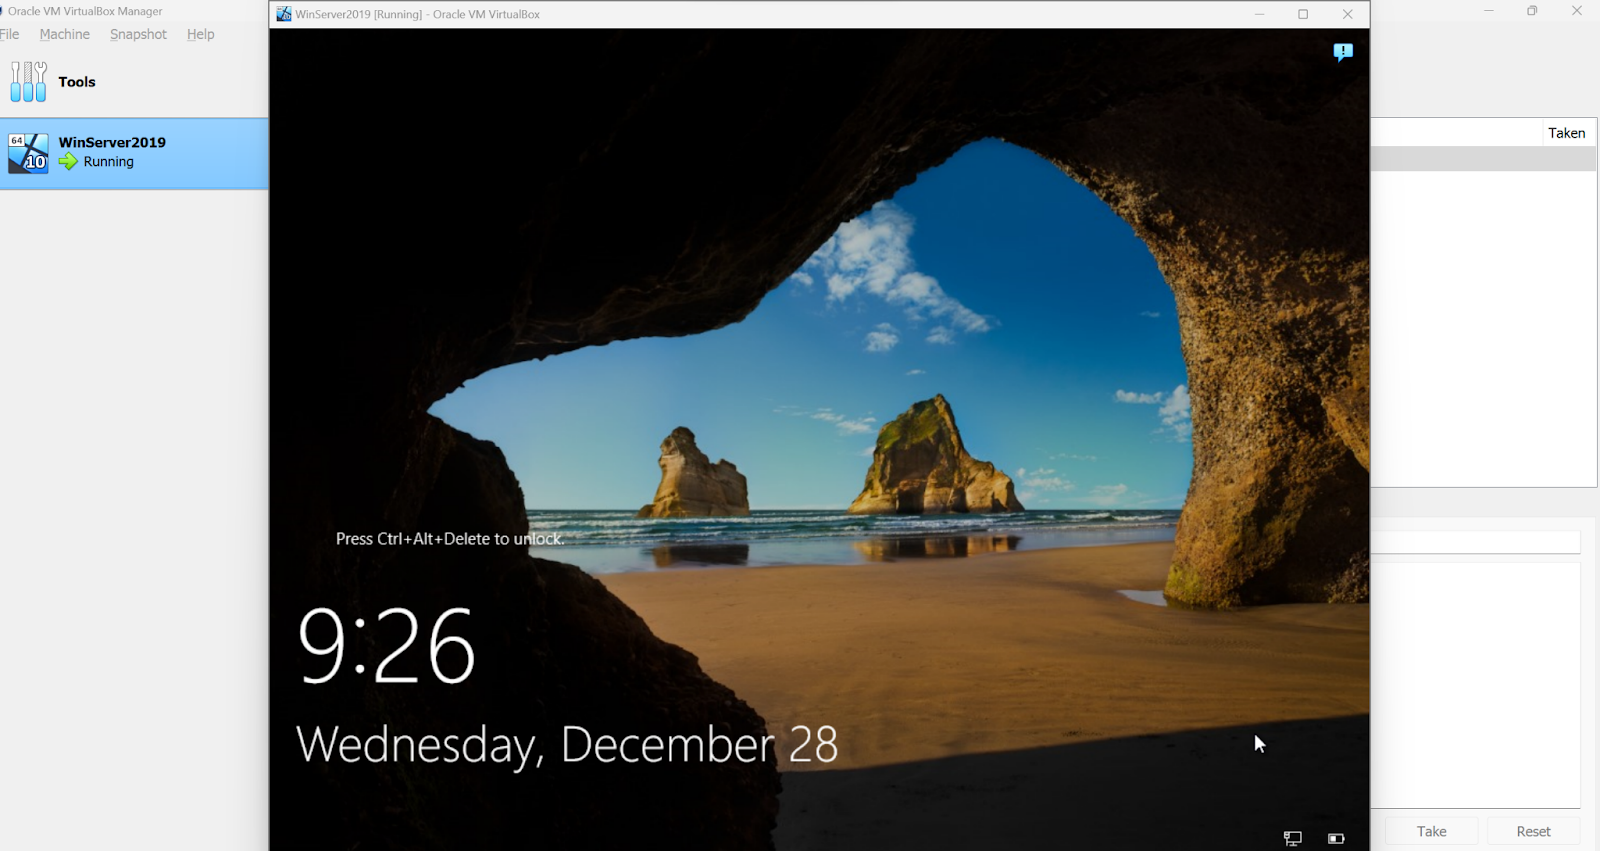 Oracle VM VirtualBox Manager
File Machine Snapshot Help
Tools
64
10
WinServer2019
Running
WinServer2019 [Running] - Oracle VM VirtualBox
Press Ctrl+Alt+Delete to unlock.
9:26
Wednesday, December 28
Taken
Take Reset